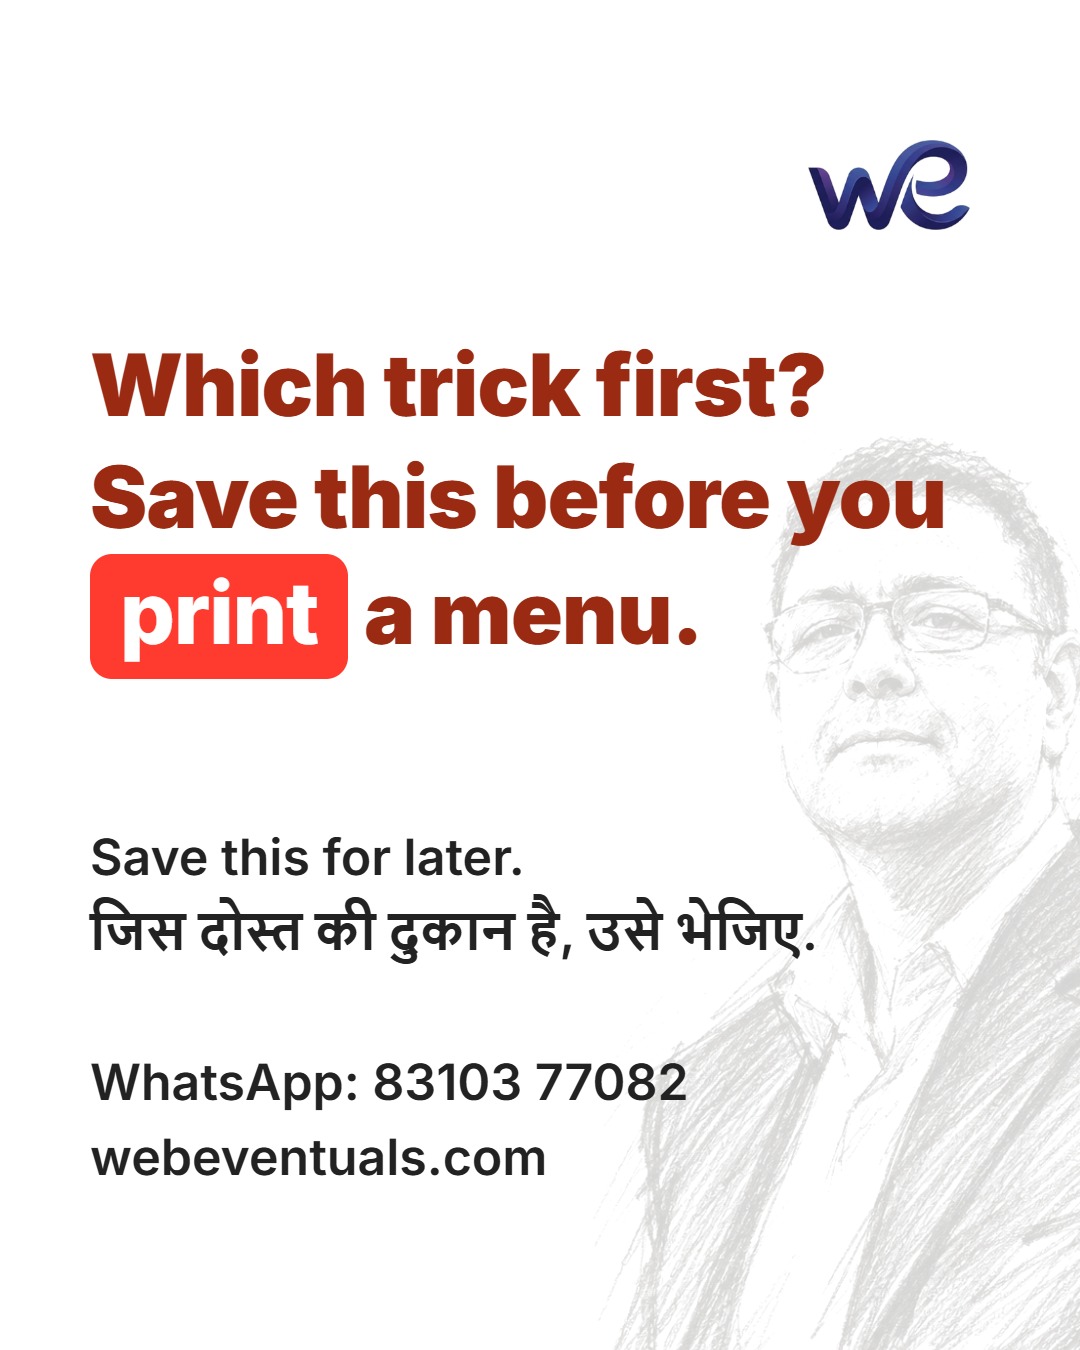 we
Which trick first?
Save this before you
print a menu.
Save this for later.
जिस दोस्त की दुकान है, उसे भेजिए.
WhatsApp: 83103 77082
webeventuals.com